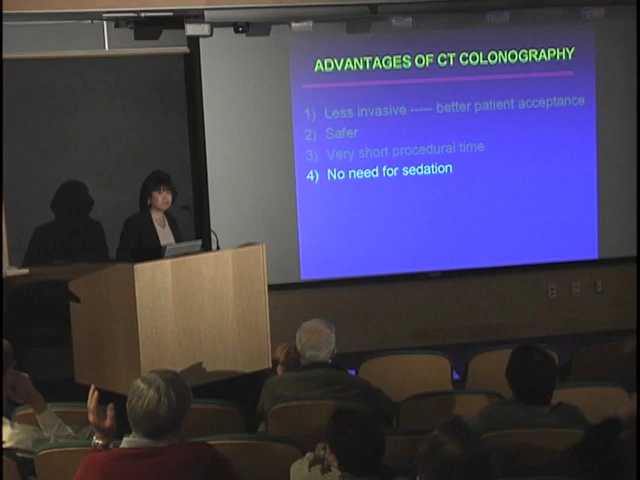 ADVANTAGES OF CT COLONOGRAPHY
1) Less invasive ----- better patient acceptance
2) Safer
3) Very short procedural time
4) No need for sedation